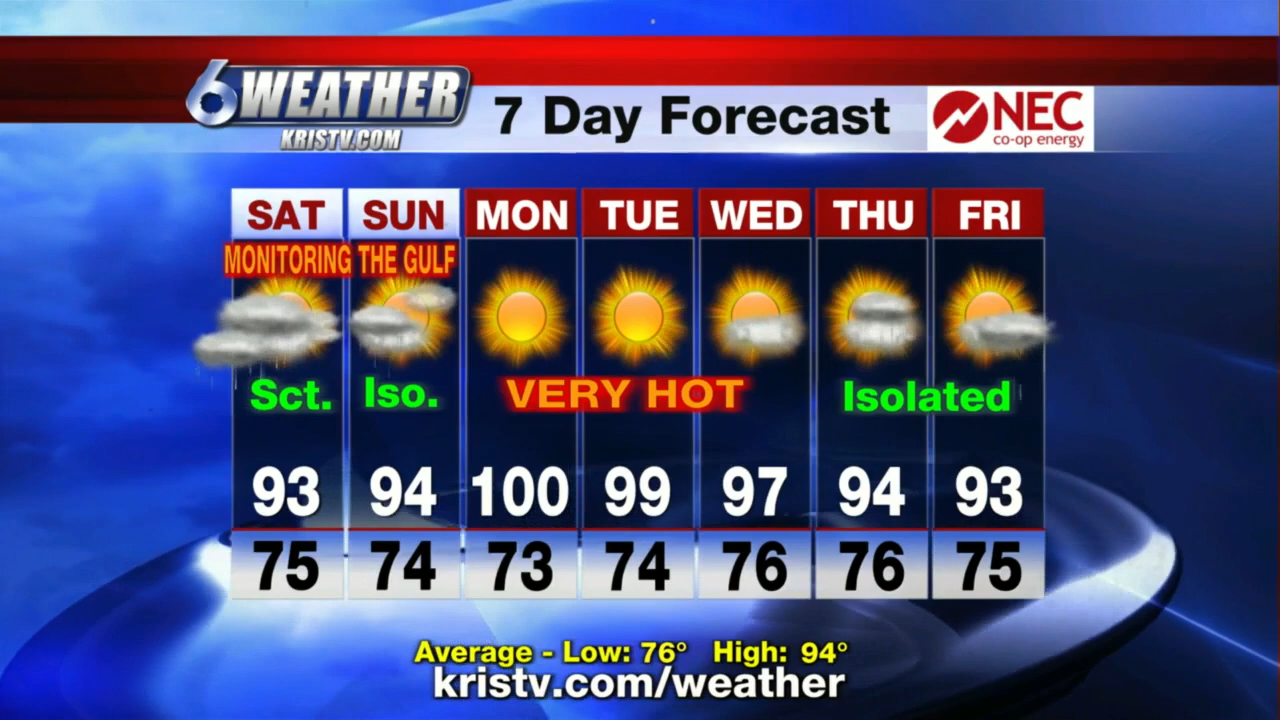 6 WEATHER
KRISTV.COM
7 Day Forecast
NEC
co-op energy
SAT SUN MON TUE WED THU FRI
MONITORING THE GULF
Sct. Iso. VERY HOT Isolated
93 94 100 99 97 94 93
75 74 73 74 76 76 75
Average - Low: 76° High: 94°
kristv.com/weather